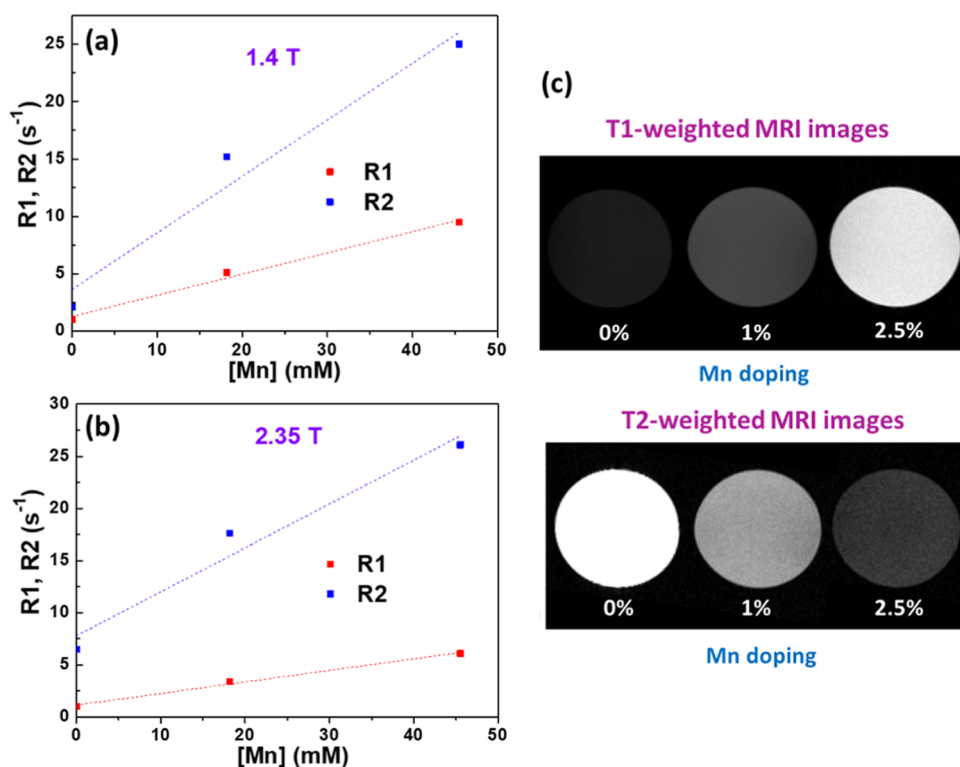 (a)
1.4 T
R1, R2 (s⁻¹)
25
20
15
10
5
0
R1
R2
0 10 20 30 40 50
[Mn] (mM)
(b)
2.35 T
R1, R2 (s⁻¹)
30
25
20
15
10
5
0
R1
R2
0 10 20 30 40 50
[Mn] (mM)
(c)
T1-weighted MRI images
0% 1% 2.5%
Mn doping
T2-weighted MRI images
0% 1% 2.5%
Mn doping